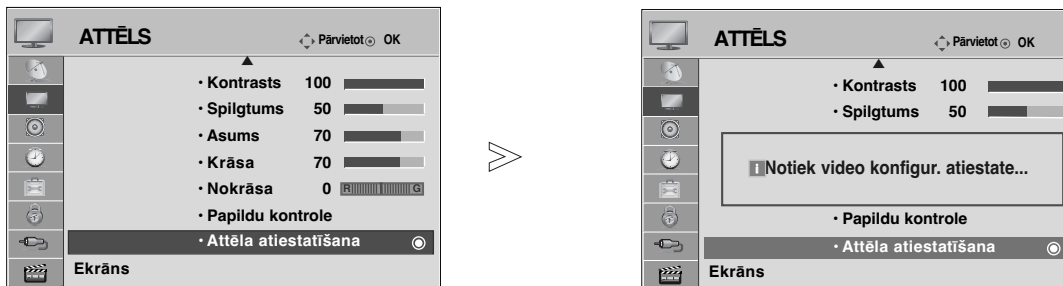 ATTĒLS
Pārvietot OK
• Kontrasts 100
• Spilgtums 50
• Asums 70
• Krāsa 70
• Nokrāsa 0 R G
• Papildu kontrole
• Attēla atiestatīšana
Ekrāns
ATTĒLS
Pārvietot OK
• Kontrasts 100
• Spilgtums 50
i Notiek video konfigur. atiestate...
• Papildu kontrole
• Attēla atiestatīšana
Ekrāns